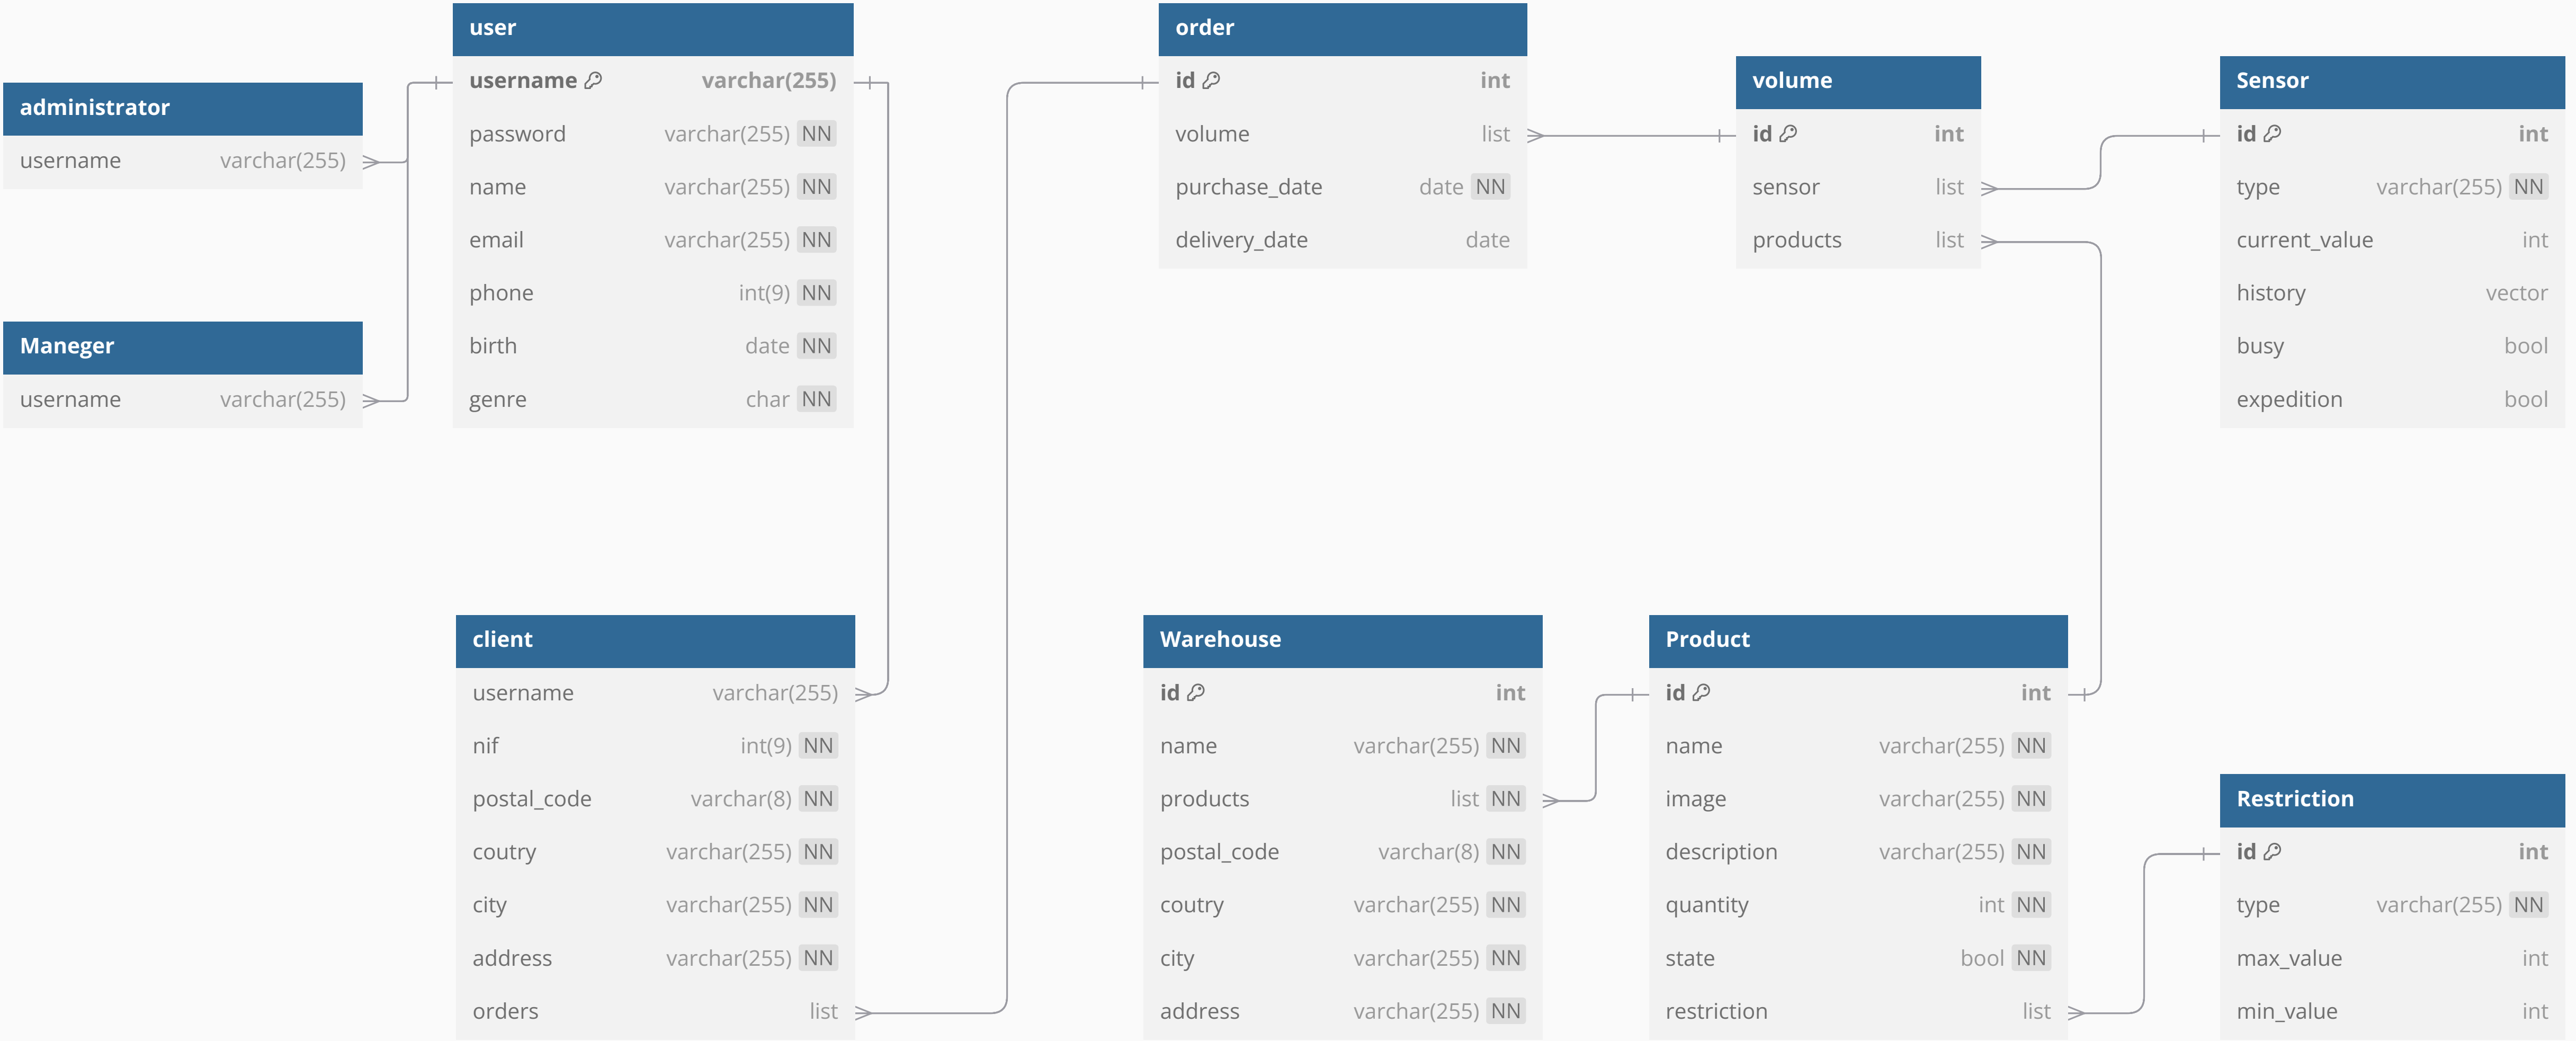 administrator
username varchar(255)
Maneger
username varchar(255)
user
username varchar(255)
password varchar(255) NN
name varchar(255) NN
email varchar(255) NN
phone int(9) NN
birth date NN
genre char NN
order
id int
volume list
purchase_date date NN
delivery_date date
volume
id int
sensor list
products list
Sensor
id int
type varchar(255) NN
current_value int
history vector
busy bool
expedition bool
client
username varchar(255)
nif int(9) NN
postal_code varchar(8) NN
coutry varchar(255) NN
city varchar(255) NN
address varchar(255) NN
orders list
Warehouse
id int
name varchar(255) NN
products list NN
postal_code varchar(8) NN
coutry varchar(255) NN
city varchar(255) NN
address varchar(255) NN
Product
id int
name varchar(255) NN
image varchar(255) NN
description varchar(255) NN
quantity int NN
state bool NN
restriction list
Restriction
id int
type varchar(255) NN
max_value int
min_value int